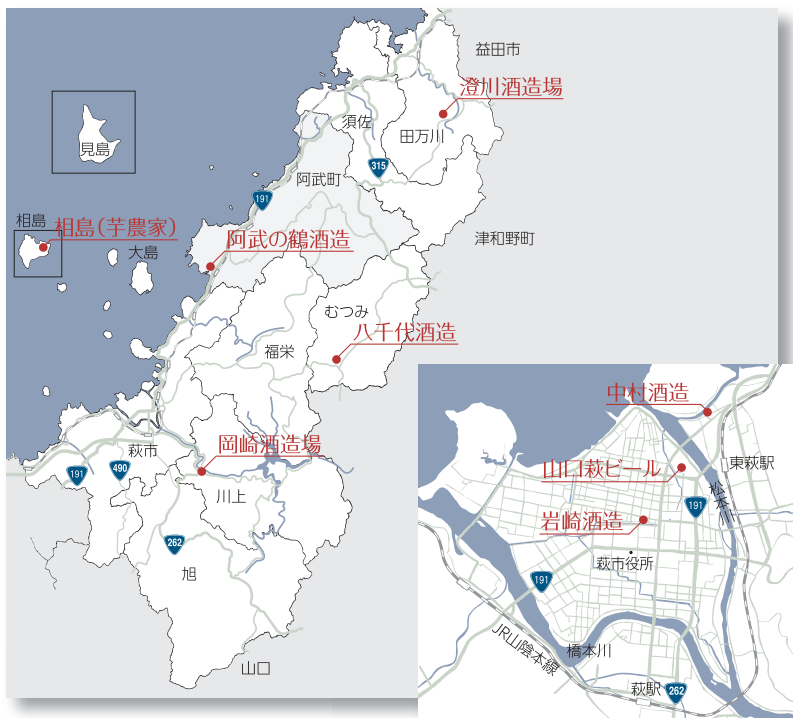 益田市
澄川酒造場
須佐
田万川
見島
315
阿武町
191
相島
相島（芋農家）
大島
阿武の鶴酒造
津和野町
むつみ
八千代酒造
福栄
萩市
岡崎酒造場
191
490
川上
262
旭
山口
中村酒造
山口萩ビール
東萩駅
松本川
191
岩崎酒造
萩市役所
191
JR山陰本線
橋本川
萩駅
262